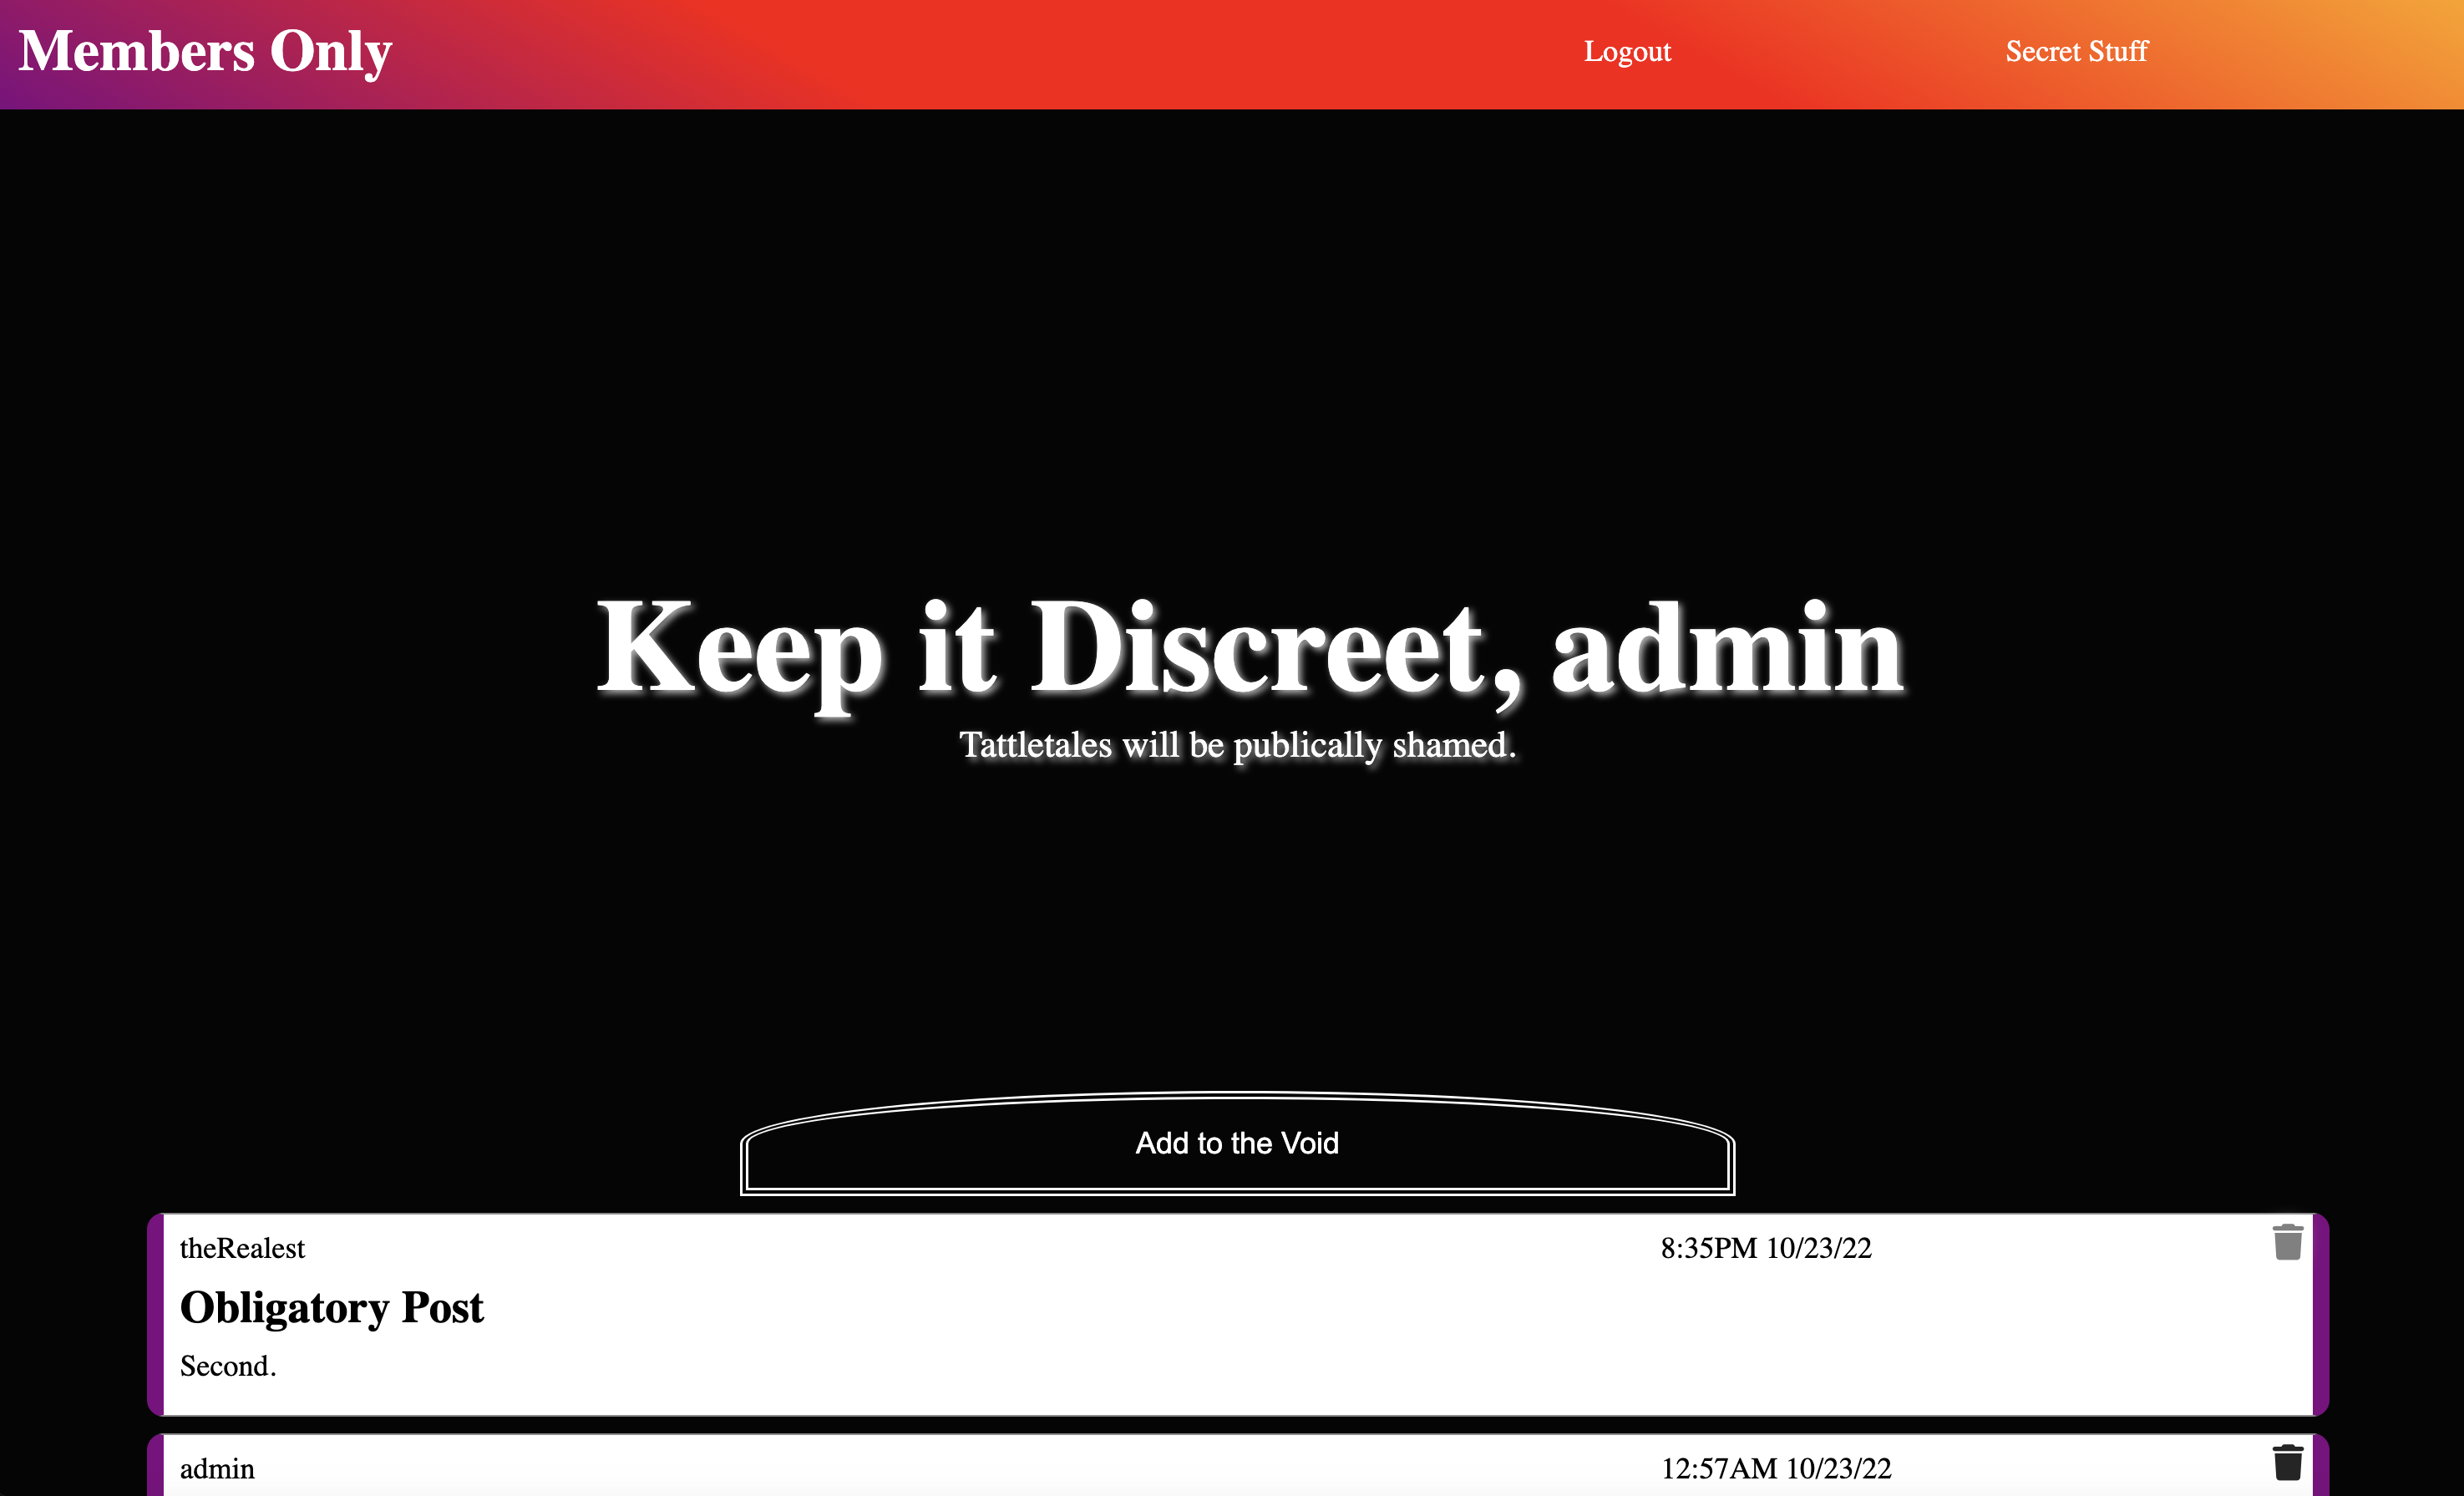 Members Only
Logout
Secret Stuff
Keep it Discreet, admin
Tattletales will be publically shamed.
Add to the Void
theRealest
8:35PM 10/23/22
Obligatory Post
Second.
admin
12:57AM 10/23/22